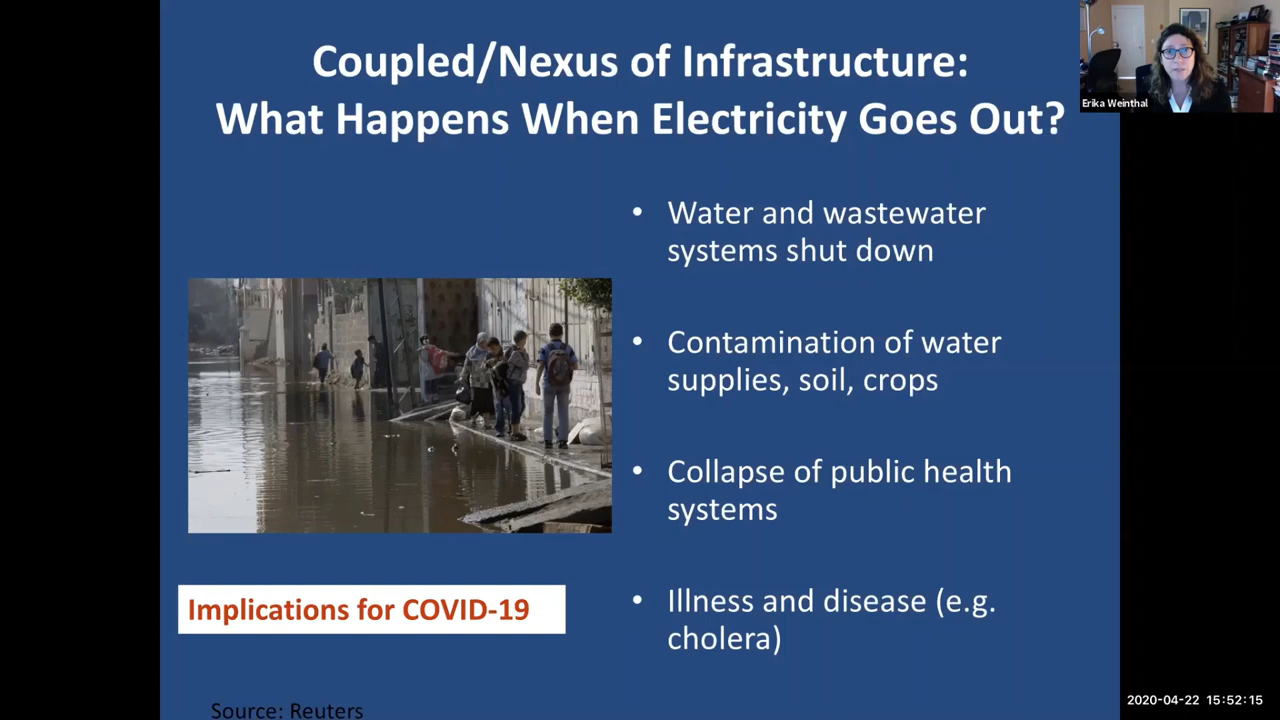 Coupled/Nexus of Infrastructure:
What Happens When Electricity Goes Out?
Erika Weinthal
• Water and wastewater
systems shut down
• Contamination of water
supplies, soil, crops
• Collapse of public health
systems
• Illness and disease (e.g.
cholera)
Implications for COVID-19
Source: Reuters
2020-04-22 15:52:15